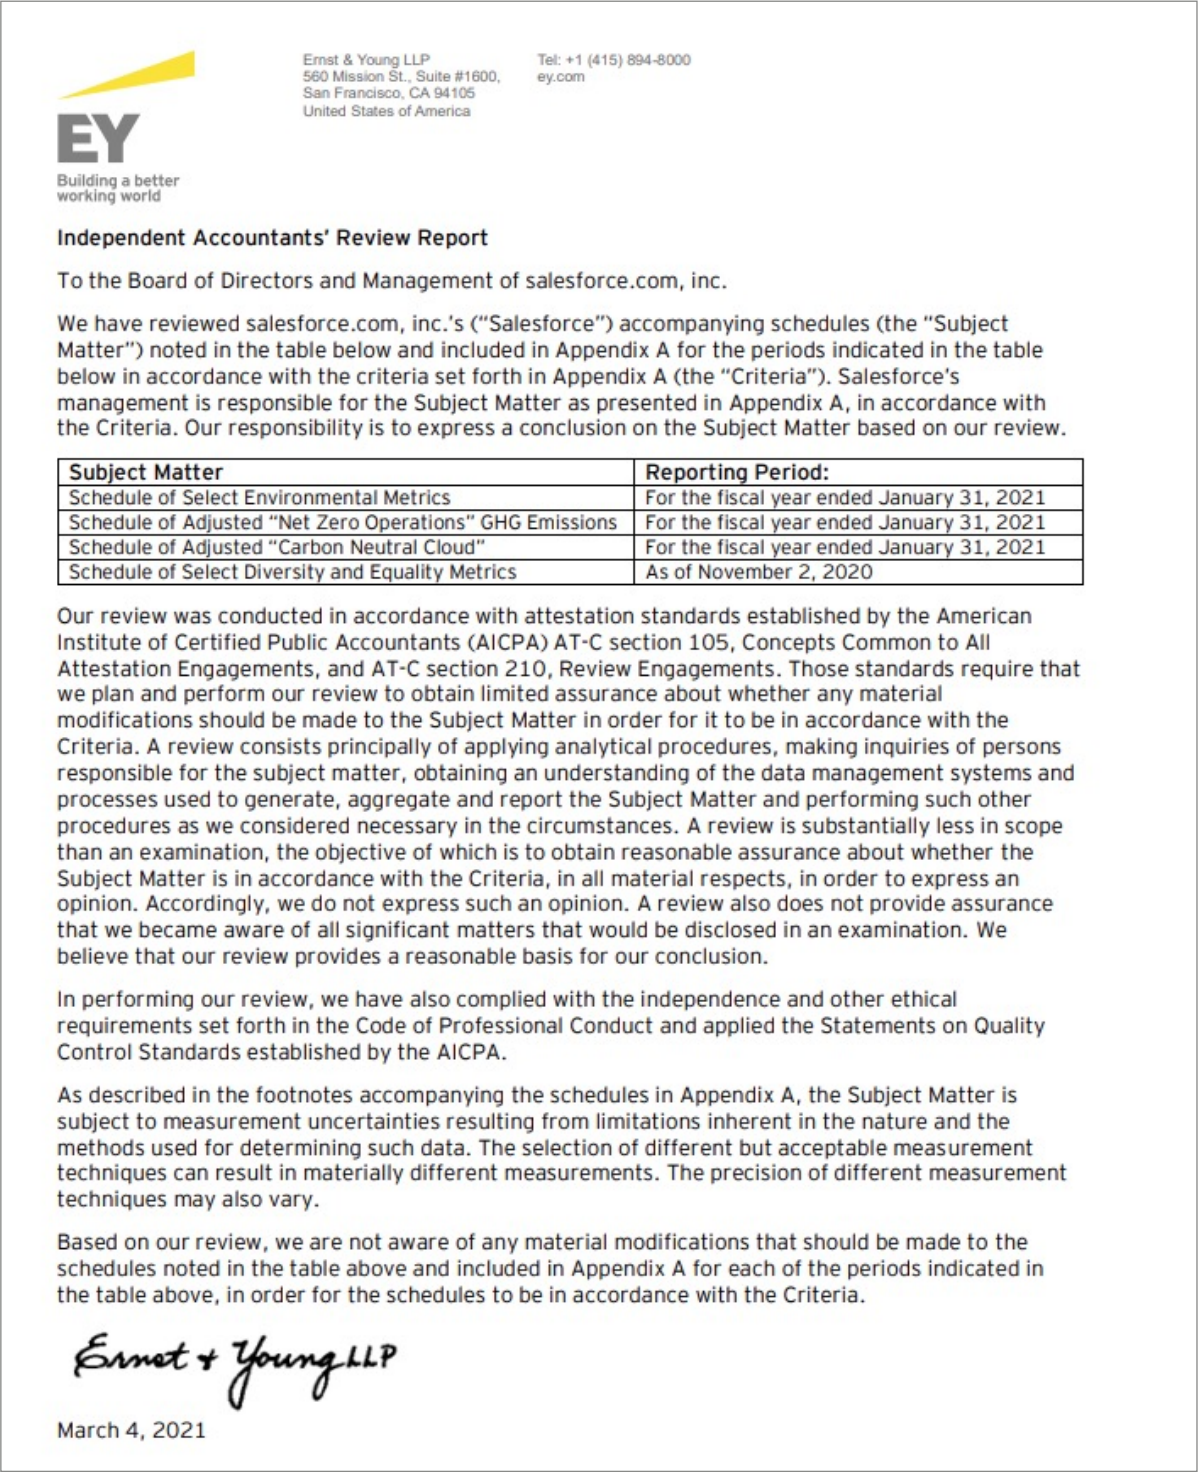 Ernst & Young LLP
560 Mission St., Suite #1600,
San Francisco, CA 94105
United States of America
Tel: +1 (415) 894-8000
ey.com
EY
Building a better
working world
Independent Accountants' Review Report
To the Board of Directors and Management of salesforce.com, inc.
We have reviewed salesforce.com, inc.'s (“Salesforce”) accompanying schedules (the “Subject
Matter”) noted in the table below and included in Appendix A for the periods indicated in the table
below in accordance with the criteria set forth in Appendix A (the “Criteria”). Salesforce's
management is responsible for the Subject Matter as presented in Appendix A, in accordance with
the Criteria. Our responsibility is to express a conclusion on the Subject Matter based on our review.
Subject Matter Reporting Period:
Schedule of Select Environmental Metrics For the fiscal year ended January 31, 2021
Schedule of Adjusted “Net Zero Operations” GHG Emissions For the fiscal year ended January 31, 2021
Schedule of Adjusted “Carbon Neutral Cloud” For the fiscal year ended January 31, 2021
Schedule of Select Diversity and Equality Metrics As of November 2, 2020
Our review was conducted in accordance with attestation standards established by the American
Institute of Certified Public Accountants (AICPA) AT-C section 105, Concepts Common to All
Attestation Engagements, and AT-C section 210, Review Engagements. Those standards require that
we plan and perform our review to obtain limited assurance about whether any material
modifications should be made to the Subject Matter in order for it to be in accordance with the
Criteria. A review consists principally of applying analytical procedures, making inquiries of persons
responsible for the subject matter, obtaining an understanding of the data management systems and
processes used to generate, aggregate and report the Subject Matter and performing such other
procedures as we considered necessary in the circumstances. A review is substantially less in scope
than an examination, the objective of which is to obtain reasonable assurance about whether the
Subject Matter is in accordance with the Criteria, in all material respects, in order to express an
opinion. Accordingly, we do not express such an opinion. A review also does not provide assurance
that we became aware of all significant matters that would be disclosed in an examination. We
believe that our review provides a reasonable basis for our conclusion.
In performing our review, we have also complied with the independence and other ethical
requirements set forth in the Code of Professional Conduct and applied the Statements on Quality
Control Standards established by the AICPA.
As described in the footnotes accompanying the schedules in Appendix A, the Subject Matter is
subject to measurement uncertainties resulting from limitations inherent in the nature and the
methods used for determining such data. The selection of different but acceptable measurement
techniques can result in materially different measurements. The precision of different measurement
techniques may also vary.
Based on our review, we are not aware of any material modifications that should be made to the
schedules noted in the table above and included in Appendix A for each of the periods indicated in
the table above, in order for the schedules to be in accordance with the Criteria.
Ernst + Young LLP
March 4, 2021